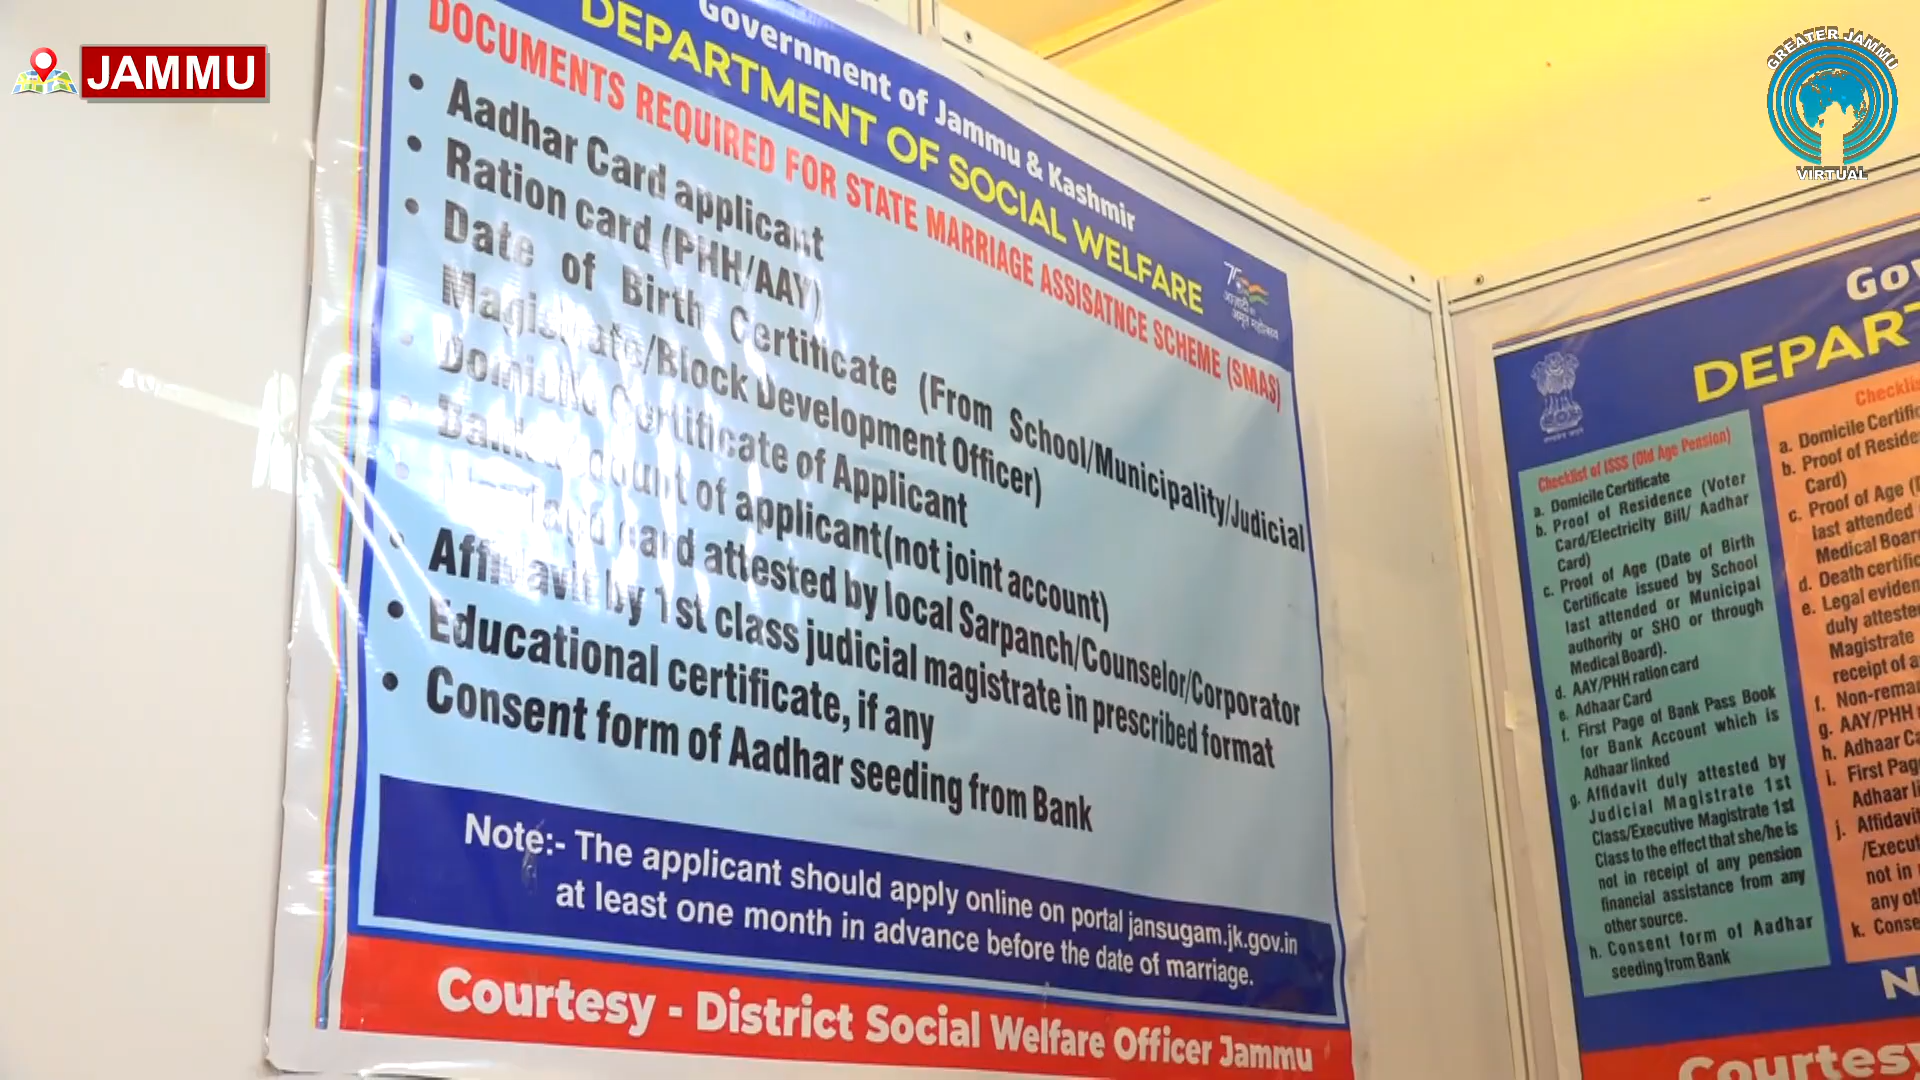 JAMMU
GREATER JAMMU
VIRTUAL
Government of Jammu & Kashmir
DEPARTMENT OF SOCIAL WELFARE
DOCUMENTS REQUIRED FOR STATE MARRIAGE ASSISATNCE SCHEME (SMAS)
• Aadhar Card applicant
• Ration card (PHH/AAY)
• Date of Birth Certificate (From School/Municipality/Judicial
Magistrate/Block Development Officer)
• Domicile Certificate of Applicant
• Bank account of applicant(not joint account)
card attested by local Sarpanch/Counselor/Corporator
• Affidavit by 1st class judicial magistrate in prescribed format
• Educational certificate, if any
• Consent form of Aadhar seeding from Bank
Note:- The applicant should apply online on portal jansugam.jk.gov.in
at least one month in advance before the date of marriage.
Courtesy - District Social Welfare Officer Jammu
आज़ादी का
अमृत महोत्सव
Gov
DEPART
Checklist of ISSS (Old Age Pension)
a. Domicile Certificate
b. Proof of Residence (Voter
Card/Electricity Bill/ Aadhar
Card)
c. Proof of Age (Date of Birth
Certificate issued by School
last attended or Municipal
authority or SHO or through
Medical Board).
d. AAY/PHH ration card
e. Adhaar Card
f. First Page of Bank Pass Book
for Bank Account which is
Adhaar linked
g. Affidavit duly attested by
Judicial Magistrate 1st
Class/Executive Magistrate 1st
Class to the effect that she/he is
not in receipt of any pension
financial assistance from any
other source.
h. Consent form of Aadhar
seeding from Bank
Checklis
a. Domicile Certific
b. Proof of Reside
Card)
c. Proof of Age (
last attended
Medical Boar
d. Death certific
e. Legal eviden
duly atteste
Magistrate
receipt of a
f. Non-rema
g. AAY/PHH
h. Adhaar Ca
i. First Pag
Adhaar li
j. Affidavit
/Execut
not in
any ot
k. Conse
N
Courtesy